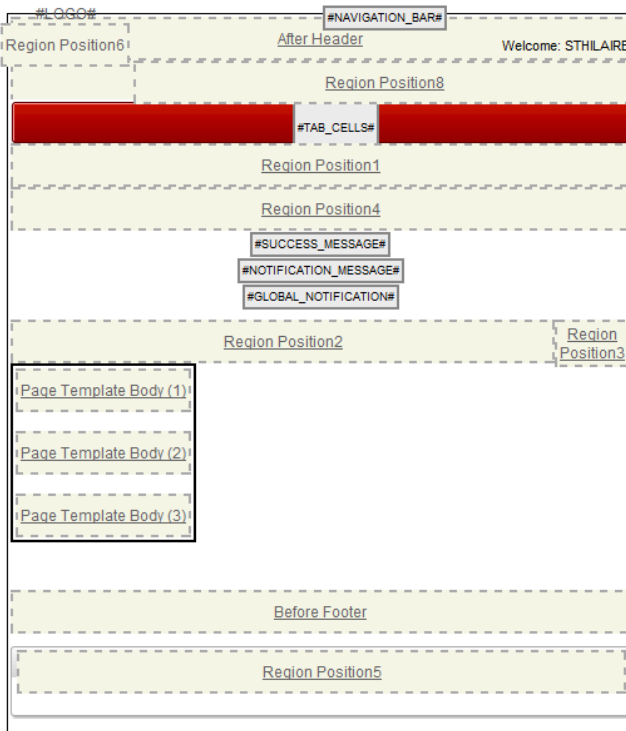 #LOGO#
#NAVIGATION_BAR#
Region Position6
After Header
Welcome: STHILAIRE
Region Position8
#TAB_CELLS#
Region Position1
Region Position4
#SUCCESS_MESSAGE#
#NOTIFICATION_MESSAGE#
#GLOBAL_NOTIFICATION#
Region Position2
Region
Position3
Page Template Body (1)
Page Template Body (2)
Page Template Body (3)
Before Footer
Region Position5